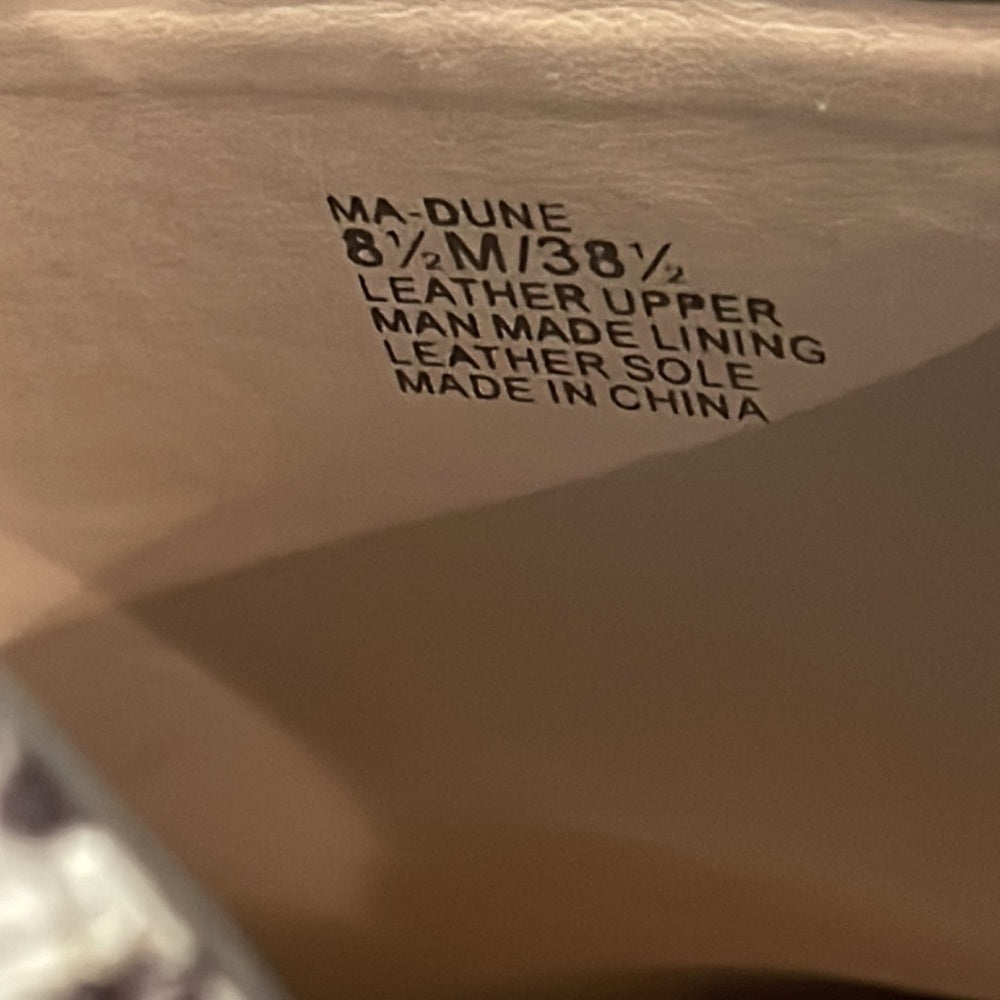 MA-DUNE
8½M/38½
LEATHER UPPER
MAN MADE LINING
LEATHER SOLE
MADE IN CHINA